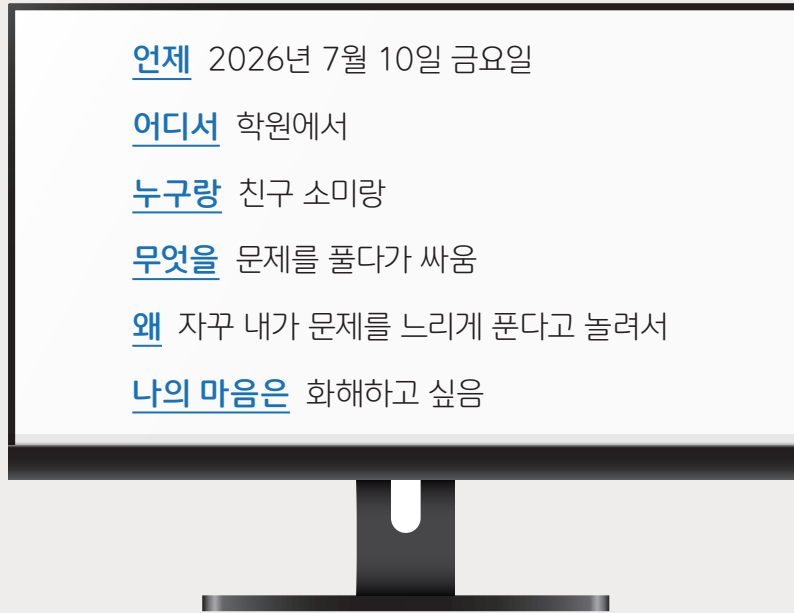 언제 2026년 7월 10일 금요일
어디서 학원에서
누구랑 친구 소미랑
무엇을 문제를 풀다가 싸움
왜 자꾸 내가 문제를 느리게 푼다고 놀려서
나의 마음은 화해하고 싶음